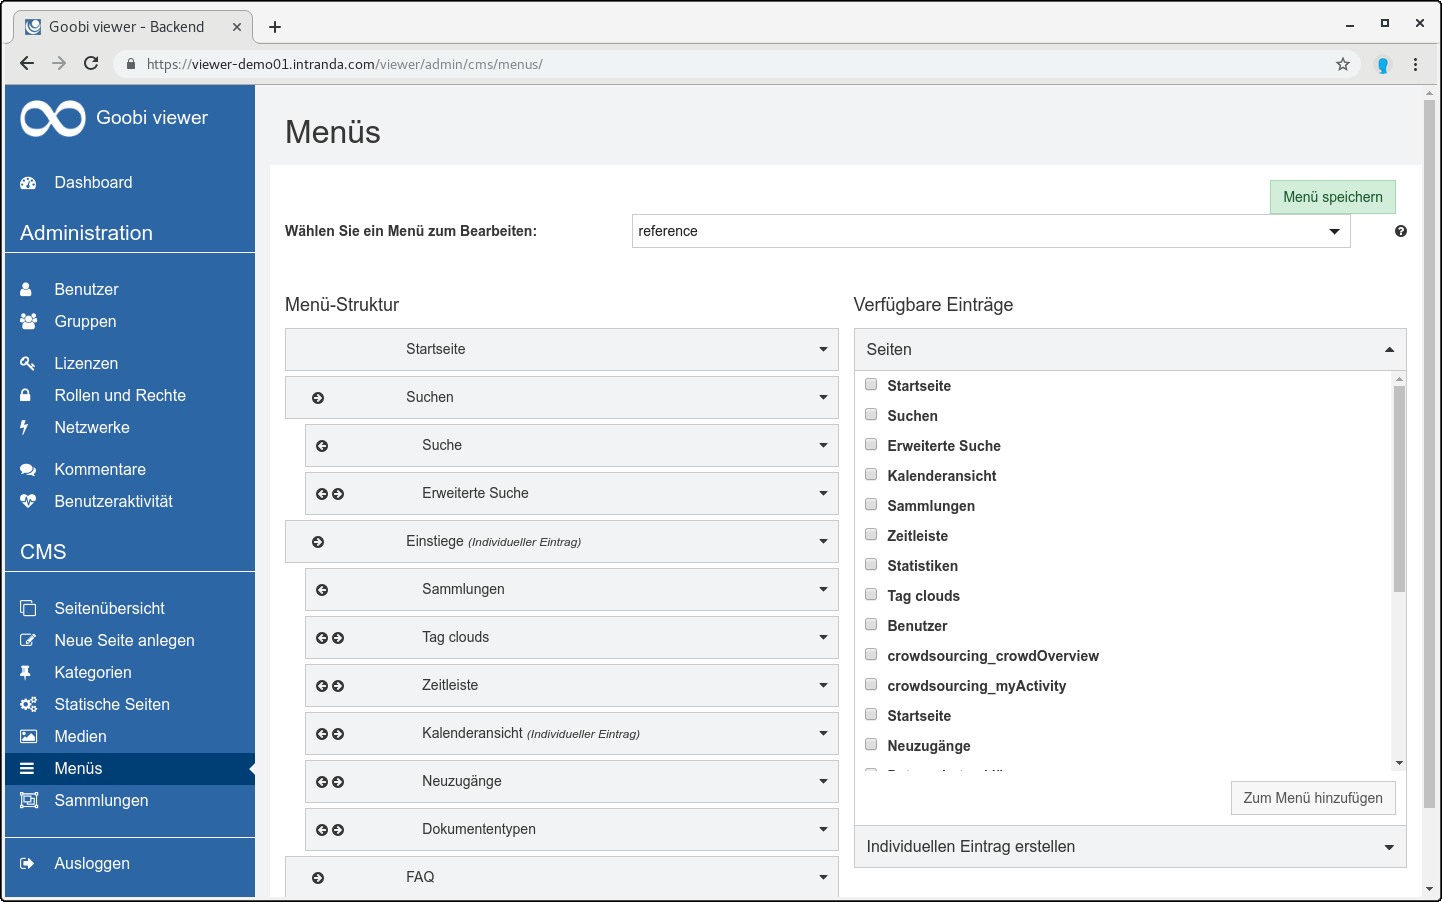 Goobi viewer - Backend
https://viewer-demo01.intranda.com/viewer/admin/cms/menus/
Goobi viewer
Dashboard
Administration
Benutzer
Gruppen
Lizenzen
Rollen und Rechte
Netzwerke
Kommentare
Benutzeraktivität
CMS
Seitenübersicht
Neue Seite anlegen
Kategorien
Statische Seiten
Medien
Menüs
Sammlungen
Ausloggen
Menüs
Menü speichern
Wählen Sie ein Menü zum Bearbeiten:
reference
Menü-Struktur
Startseite
Suchen
Suche
Erweiterte Suche
Einstiege (Individueller Eintrag)
Sammlungen
Tag clouds
Zeitleiste
Kalenderansicht (Individueller Eintrag)
Neuzugänge
Dokumententypen
FAQ
Verfügbare Einträge
Seiten
Startseite
Suchen
Erweiterte Suche
Kalenderansicht
Sammlungen
Zeitleiste
Statistiken
Tag clouds
Benutzer
crowdsourcing_crowdOverview
crowdsourcing_myActivity
Startseite
Neuzugänge
Zum Menü hinzufügen
Individuellen Eintrag erstellen